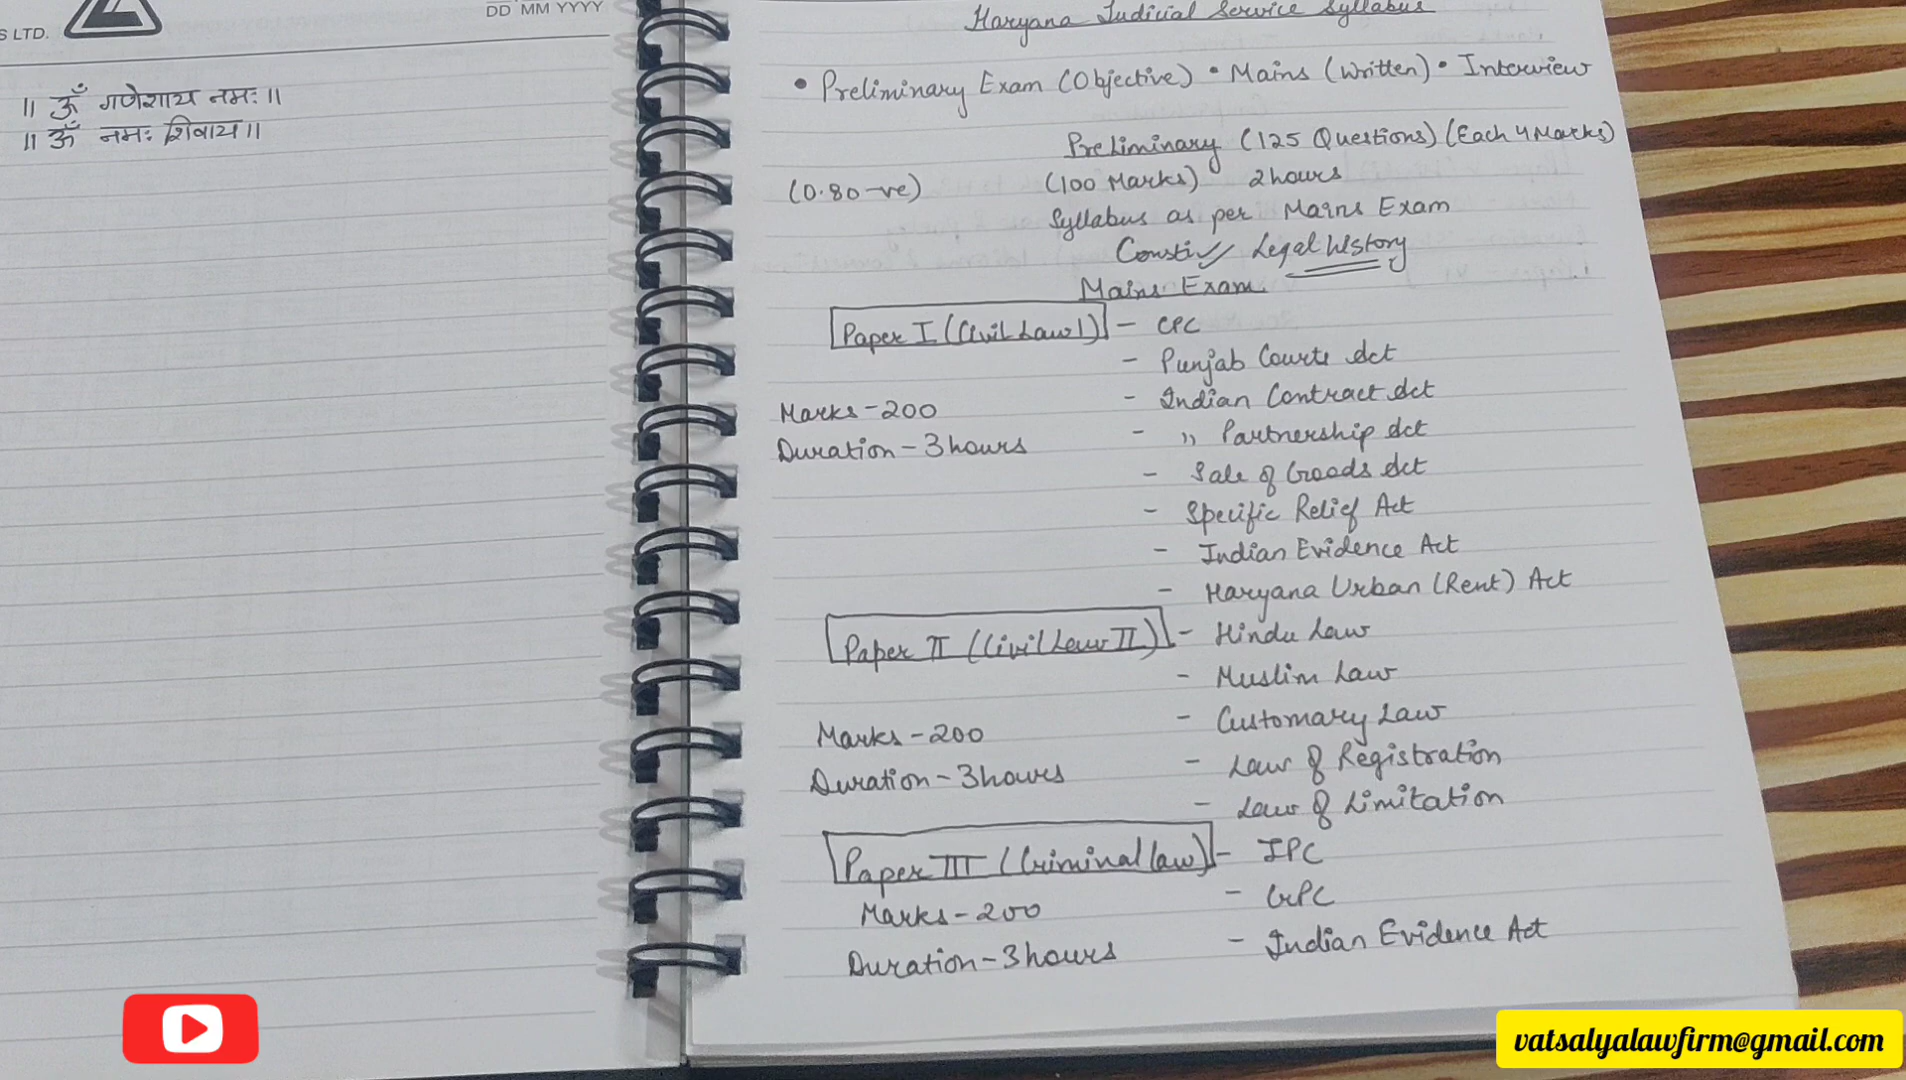 S LTD.
DD MM YYYY
॥ ॐ गणेशाय नमः ॥
॥ ॐ नमः शिवाय ॥
Haryana Judicial Service Syllabus
• Preliminary Exam (Objective) • Mains (Written) • Interview
Preliminary (125 Questions) (Each 4 Marks)
(0.80-ve) (100 Marks) 2 hours
Syllabus as per Mains Exam
Consti ✓ Legal history
Mains Exam.
Paper I (Civil Law I) - CPC
- Punjab Courts Act
Marks - 200 - Indian Contract Act
Duration - 3 hours - " Partnership Act
- Sale of Goods Act
- Specific Relief Act
- Indian Evidence Act
- Haryana Urban (Rent) Act
Paper II (Civil Law II) - Hindu Law
- Muslim Law
Marks - 200 - Customary Law
Duration - 3 hours - Law of Registration
- Law of Limitation
Paper III (Criminal law) - IPC
Marks - 200 - CrPC
Duration - 3 hours - Indian Evidence Act
vatsalyalawfirm@gmail.com